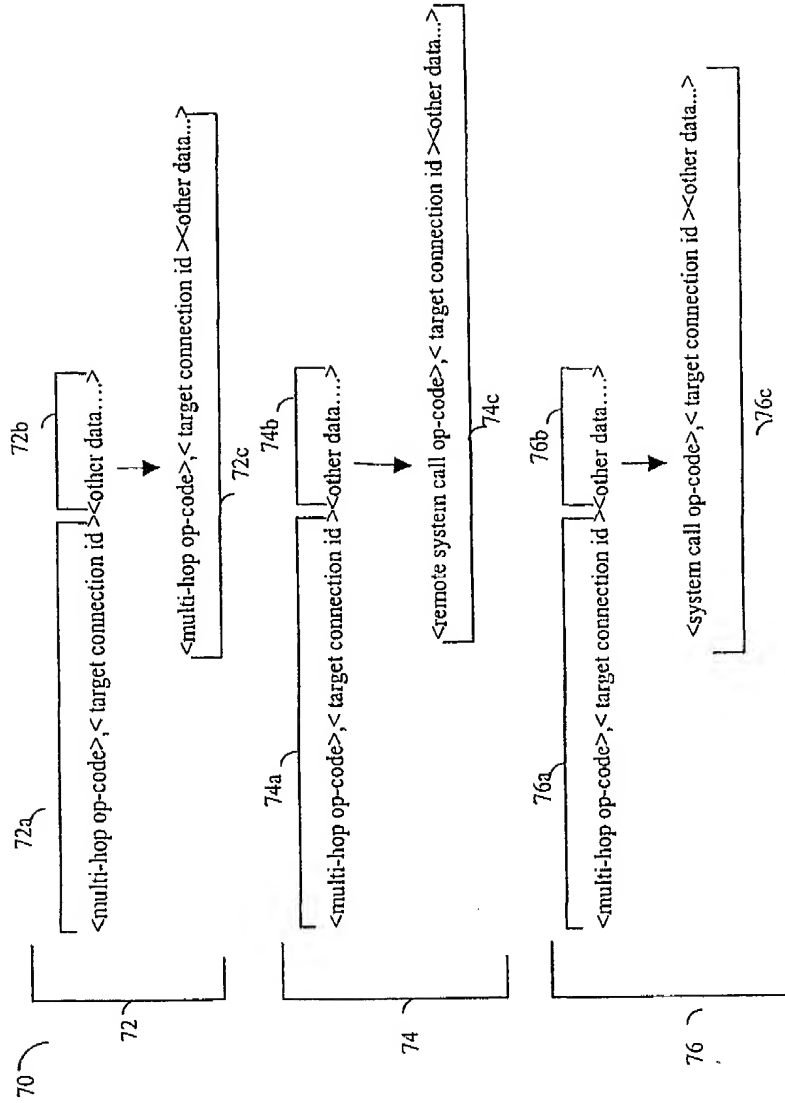 70
72
72a
72b
<multi-hop op-code>,< target connection id ><other data....>
<multi-hop op-code>,< target connection id ><other data...>
72c
74
74a
74b
<multi-hop op-code>,< target connection id ><other data....>
<remote system call op-code>,< target connection id ><other data...>
74c
76
76a
76b
<multi-hop op-code>,< target connection id ><other data....>
<system call op-code>,< target connection id ><other data...>
76c